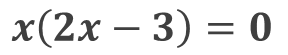 x(2x − 3) = 0